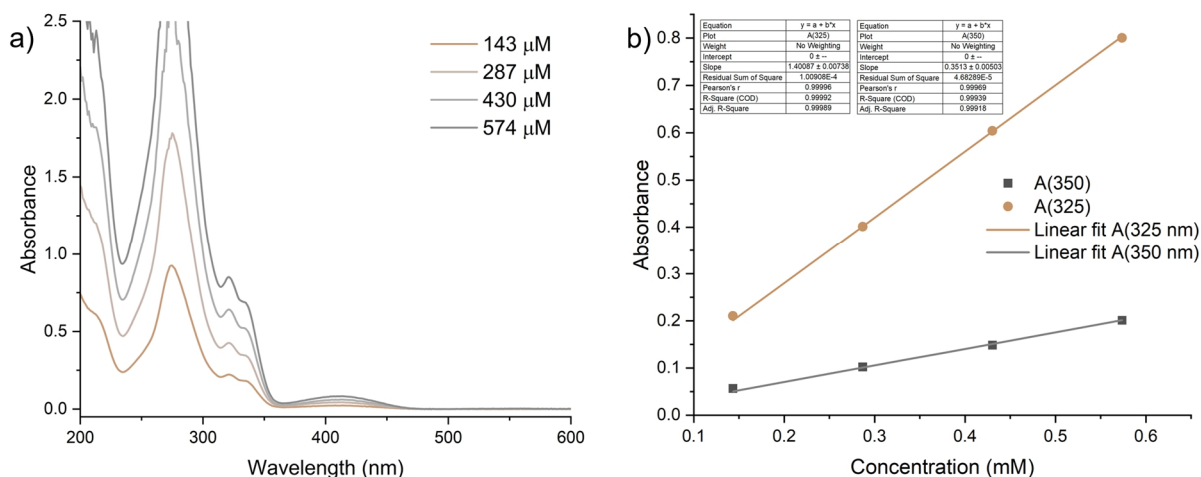 a)
143 μM
287 μM
430 μM
574 μM
Absorbance
2.5
2.0
1.5
1.0
0.5
0.0
200
300
400
500
600
Wavelength (nm)
b)
Equation y = a + b*x
Plot A(325)
Weight No Weighting
Intercept 0 ± --
Slope 1.40087 ± 0.00738
Residual Sum of Square 1.00908E-4
Pearson's r 0.99996
R-Square (COD) 0.99992
Adj. R-Square 0.99989
Equation y = a + b*x
Plot A(350)
Weight No Weighting
Intercept 0 ± --
Slope 0.3513 ± 0.00503
Residual Sum of Square 4.68289E-5
Pearson's r 0.99969
R-Square (COD) 0.99939
Adj. R-Square 0.99918
A(350)
A(325)
Linear fit A(325 nm)
Linear fit A(350 nm)
Absorbance
0.8
0.7
0.6
0.5
0.4
0.3
0.2
0.1
0.0
0.1
0.2
0.3
0.4
0.5
0.6
Concentration (mM)